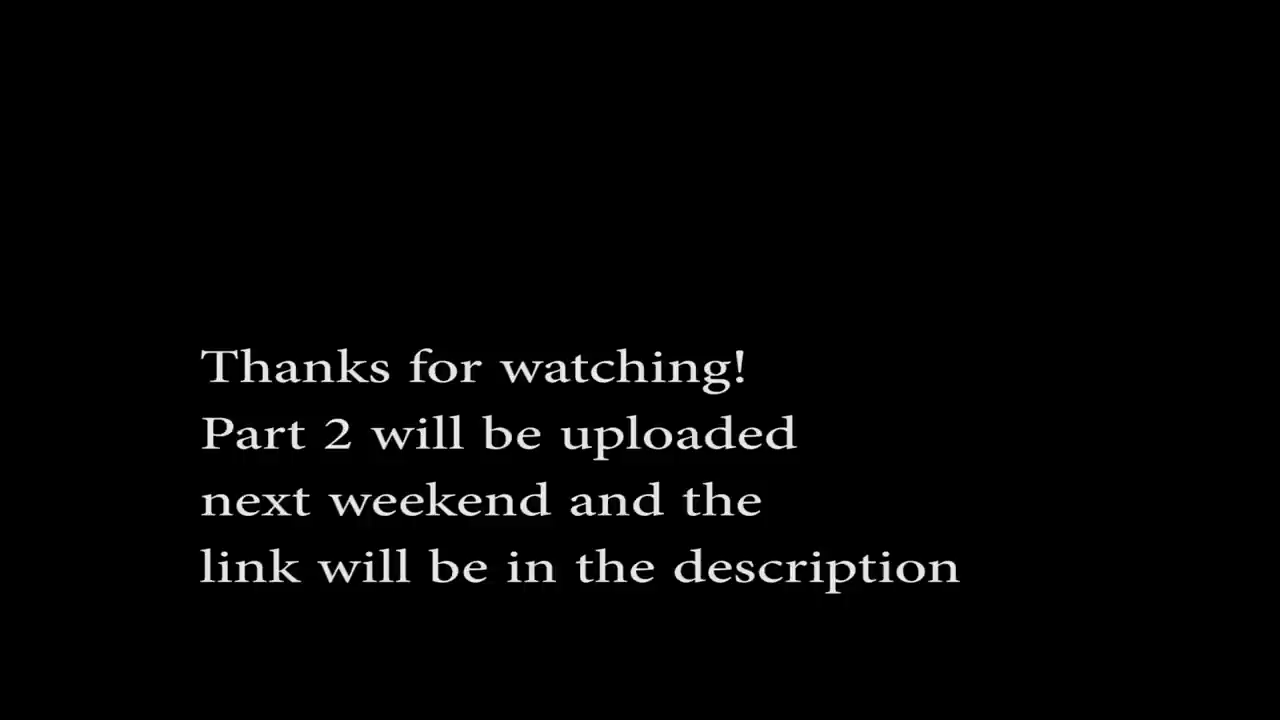 Thanks for watching!
Part 2 will be uploaded
next weekend and the
link will be in the description